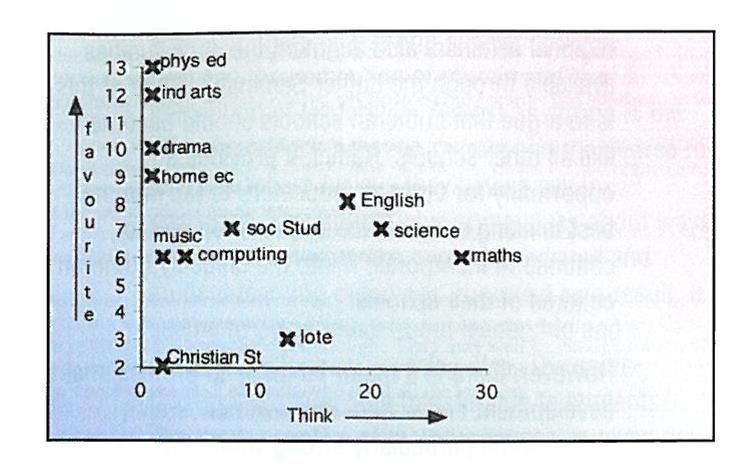 13 phys ed
12 ind arts
11
10 drama
9 home ec
8 English
7 soc Stud science
music
6 computing maths
5
4
3 lote
2 Christian St
0 10 20 30
favourite
Think